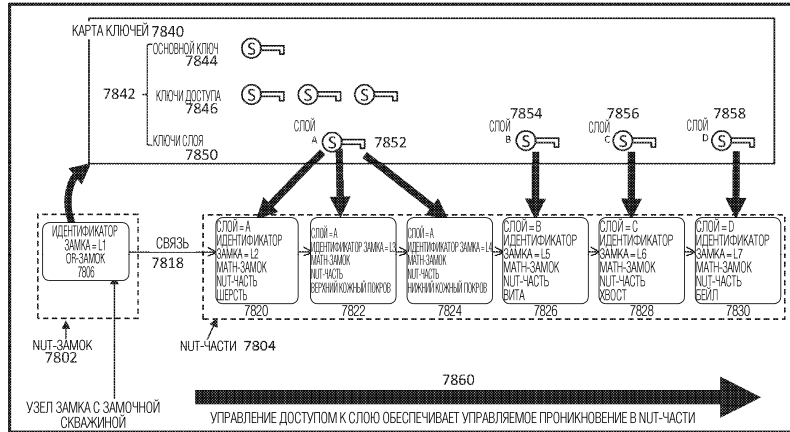 КАРТА КЛЮЧЕЙ 7840
ОСНОВНОЙ КЛЮЧ
7844
S
7842
КЛЮЧИ ДОСТУПА
7846
S S S
КЛЮЧИ СЛОЯ
7850
СЛОЙ
A S 7852
7854
СЛОЙ
B S
7856
СЛОЙ
C S
7858
СЛОЙ
D S
ИДЕНТИФИКАТОР
ЗАМКА = L1
OR-ЗАМОК
7806
СВЯЗЬ
7818
СЛОЙ = A
ИДЕНТИФИКАТОР
ЗАМКА = L2
MATH-ЗАМОК
NUT-ЧАСТЬ
ШЕРСТЬ
7820
СЛОЙ = A
ИДЕНТИФИКАТОР ЗАМКА = L3
MATH-ЗАМОК
NUT-ЧАСТЬ
ВЕРХНИЙ КОЖНЫЙ ПОКРОВ
7822
СЛОЙ = A
ИДЕНТИФИКАТОР ЗАМКА = L4
MATH-ЗАМОК
NUT-ЧАСТЬ
НИЖНИЙ КОЖНЫЙ ПОКРОВ
7824
СЛОЙ = B
ИДЕНТИФИКАТОР
ЗАМКА = L5
MATH-ЗАМОК
NUT-ЧАСТЬ
ВИТА
7826
СЛОЙ = C
ИДЕНТИФИКАТОР
ЗАМКА = L6
MATH-ЗАМОК
NUT-ЧАСТЬ
ХВОСТ
7828
СЛОЙ = D
ИДЕНТИФИКАТОР
ЗАМКА = L7
MATH-ЗАМОК
NUT-ЧАСТЬ
БЕЙЛ
7830
NUT-ЗАМОК
7802
NUT-ЧАСТИ 7804
УЗЕЛ ЗАМКА С ЗАМОЧНОЙ
СКВАЖИНОЙ
7860
УПРАВЛЕНИЕ ДОСТУПОМ К СЛОЮ ОБЕСПЕЧИВАЕТ УПРАВЛЯЕМОЕ ПРОНИКНОВЕНИЕ В NUT-ЧАСТИ